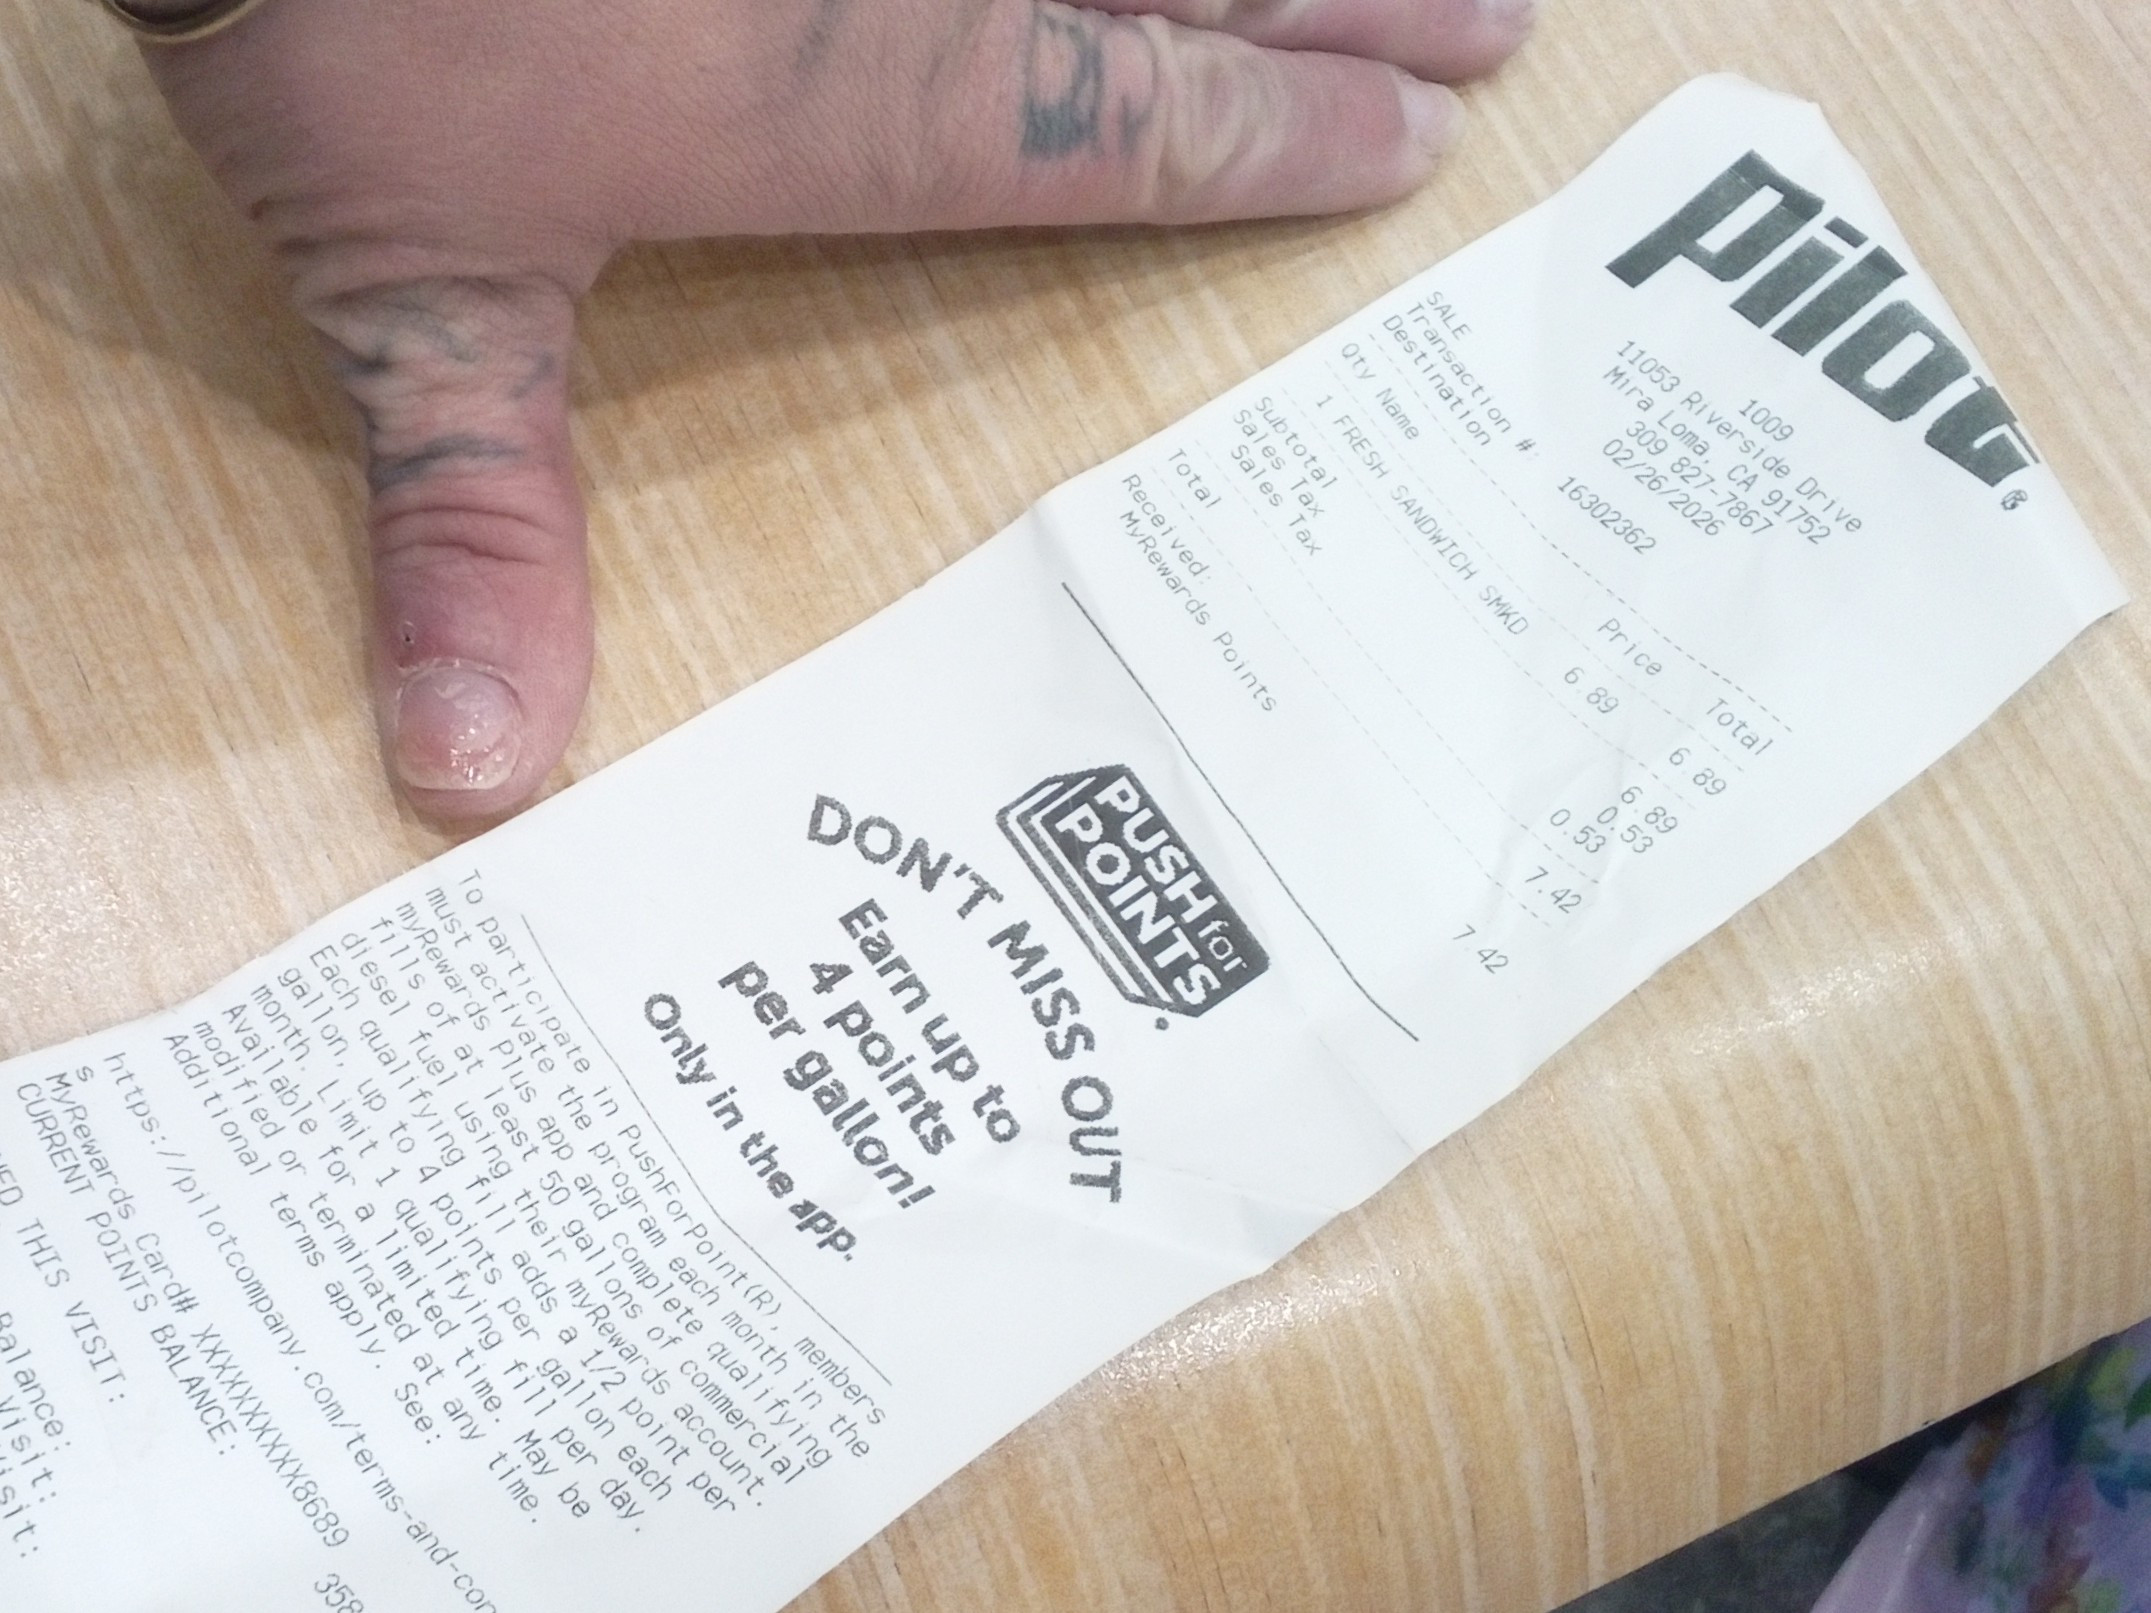 Pilot
1009
11053 Riverside Drive
Mira Loma, CA 91752
309 827-7867
02/26/2026
SALE
Transaction #: 16302362
Destination
Qty Name Price Total
1 FRESH SANDWICH SMKD 6.89 6.89
Subtotal 6.89
Sales Tax 0.53
Sales Tax 0.53
Total 7.42
Received:
MyRewards Points 7.42
PUSH for
POINTS
DON'T MISS OUT
Earn up to
4 points
per gallon!
Only in the app.
To participate in PushForPoint(R), members
must activate the program each month in the
myRewards Plus app and complete qualifying
fills of at least 50 gallons of commercial
diesel fuel using their myRewards account.
Each qualifying fill adds a 1/2 point per
gallon, up to 4 points per gallon each
month. Limit 1 qualifying fill per day.
Available for a limited time. May be
modified or terminated at any time.
Additional terms apply. See:
https://pilotcompany.com/terms-and-con
s
MyRewards Card# XXXXXXXXXXXXX8689
CURRENT POINTS BALANCE: 358
THIS VISIT:
Balance:
Visit: